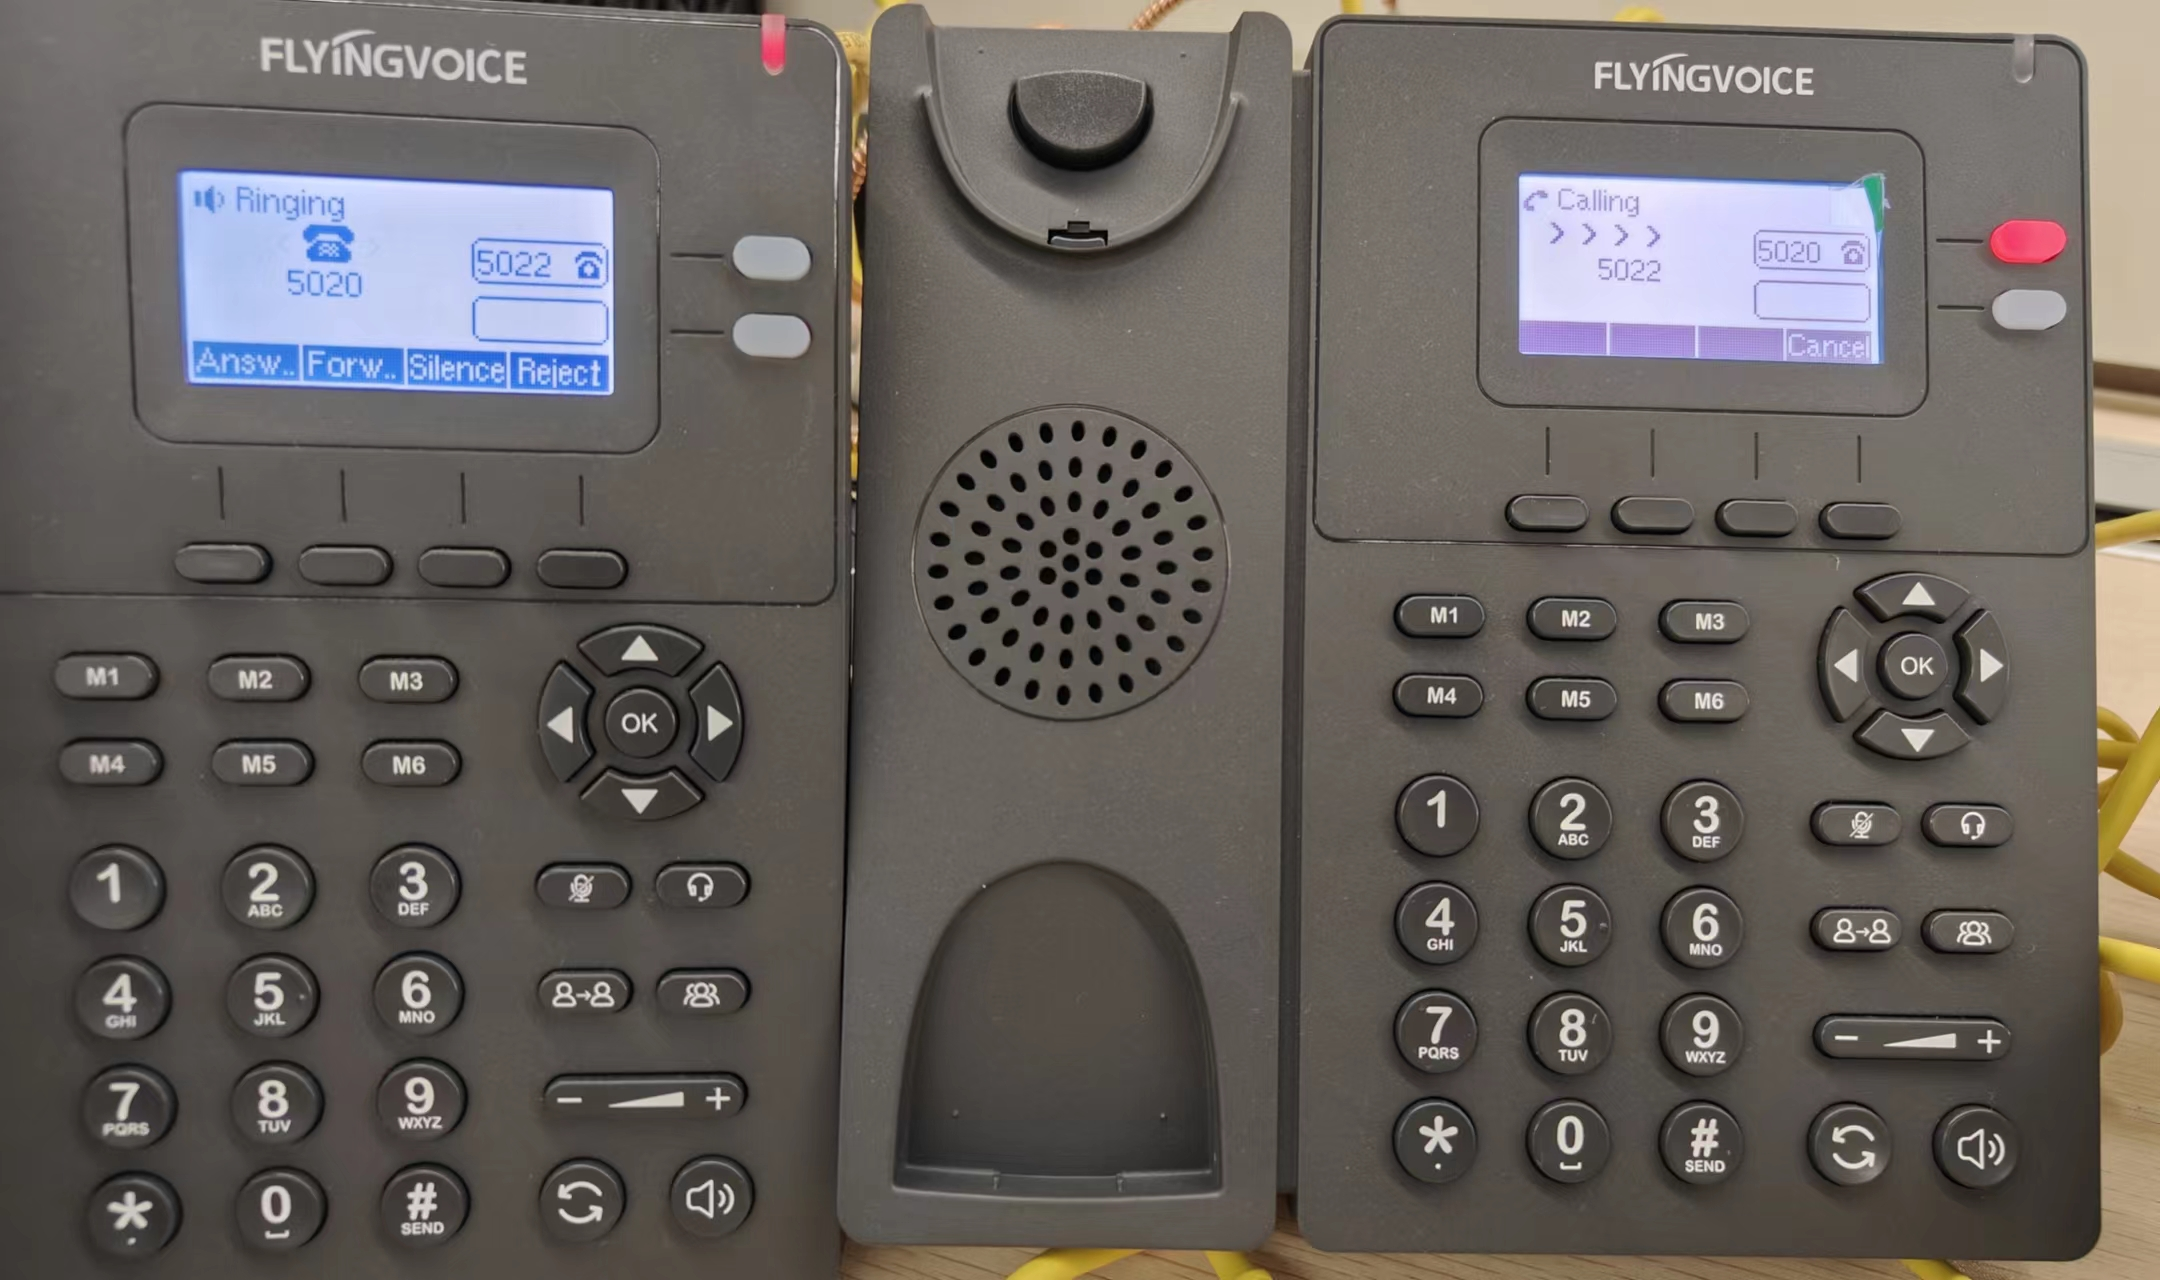 FLYINGVOICE
Ringing
5020
5022
Answ.. Forw.. Silence Reject
M1 M2 M3
M4 M5 M6
OK
1 2 ABC 3 DEF
4 GHI 5 JKL 6 MNO
7 PQRS 8 TUV 9 WXYZ
- +
* 0 # SEND
FLYINGVOICE
Calling
> > > >
5022
5020
Cancel
M1 M2 M3
M4 M5 M6
OK
1 2 ABC 3 DEF
4 GHI 5 JKL 6 MNO
7 PQRS 8 TUV 9 WXYZ
- +
* 0 # SEND